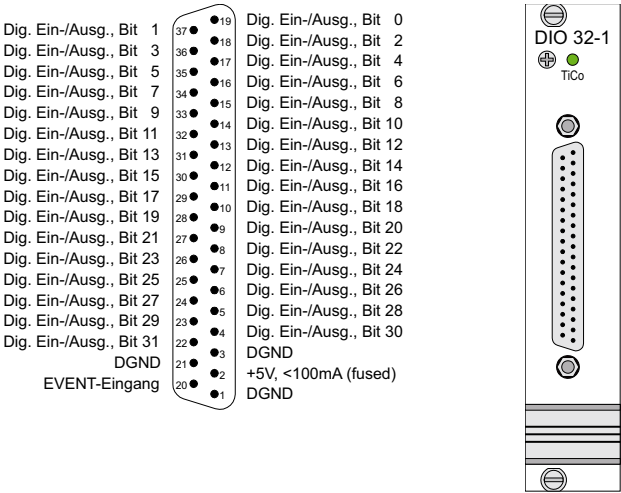 Dig. Ein-/Ausg., Bit 1 37 19 Dig. Ein-/Ausg., Bit 0
Dig. Ein-/Ausg., Bit 3 36 18 Dig. Ein-/Ausg., Bit 2
Dig. Ein-/Ausg., Bit 5 35 17 Dig. Ein-/Ausg., Bit 4
Dig. Ein-/Ausg., Bit 7 34 16 Dig. Ein-/Ausg., Bit 6
Dig. Ein-/Ausg., Bit 9 33 15 Dig. Ein-/Ausg., Bit 8
Dig. Ein-/Ausg., Bit 11 32 14 Dig. Ein-/Ausg., Bit 10
Dig. Ein-/Ausg., Bit 13 31 13 Dig. Ein-/Ausg., Bit 12
Dig. Ein-/Ausg., Bit 15 30 12 Dig. Ein-/Ausg., Bit 14
Dig. Ein-/Ausg., Bit 17 29 11 Dig. Ein-/Ausg., Bit 16
Dig. Ein-/Ausg., Bit 19 28 10 Dig. Ein-/Ausg., Bit 18
Dig. Ein-/Ausg., Bit 21 27 9 Dig. Ein-/Ausg., Bit 20
Dig. Ein-/Ausg., Bit 23 26 8 Dig. Ein-/Ausg., Bit 22
Dig. Ein-/Ausg., Bit 25 25 7 Dig. Ein-/Ausg., Bit 24
Dig. Ein-/Ausg., Bit 27 24 6 Dig. Ein-/Ausg., Bit 26
Dig. Ein-/Ausg., Bit 29 23 5 Dig. Ein-/Ausg., Bit 28
Dig. Ein-/Ausg., Bit 31 22 4 Dig. Ein-/Ausg., Bit 30
DGND 21 3 DGND
EVENT-Eingang 20 2 +5V, <100mA (fused)
1 DGND
DIO 32-1
TiCo